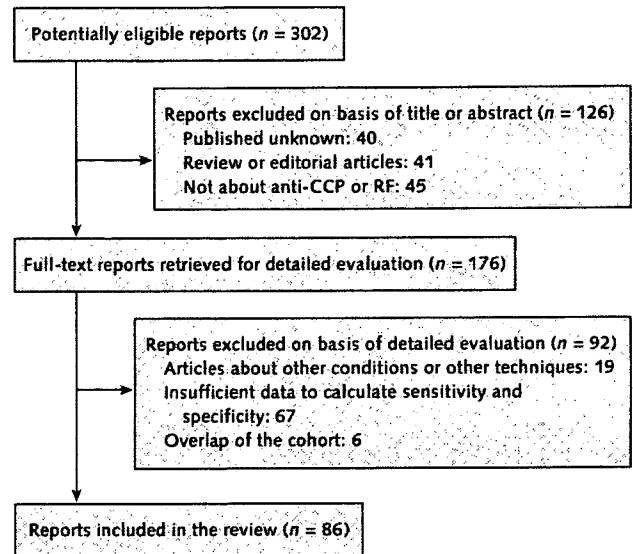 Potentially eligible reports (n = 302)
Reports excluded on basis of title or abstract (n = 126)
Published unknown: 40
Review or editorial articles: 41
Not about anti-CCP or RF: 45
Full-text reports retrieved for detailed evaluation (n = 176)
Reports excluded on basis of detailed evaluation (n = 92)
Articles about other conditions or other techniques: 19
Insufficient data to calculate sensitivity and
specificity: 67
Overlap of the cohort: 6
Reports included in the review (n = 86)